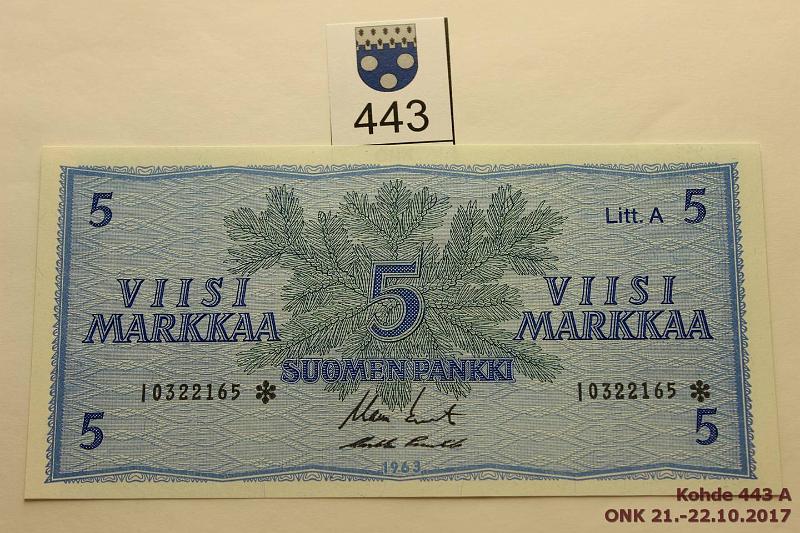 443
5 Litt. A 5
VIISI MARKKAA
5
VIISI MARKKAA
SUOMEN PANKKI
10322165 * 10322165 *
5 5
1963
Kohde 443 A
ONK 21.-22.10.2017